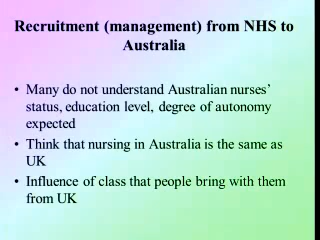 Recruitment (management) from NHS to
Australia
• Many do not understand Australian nurses'
status, education level, degree of autonomy
expected
• Think that nursing in Australia is the same as
UK
• Influence of class that people bring with them
from UK